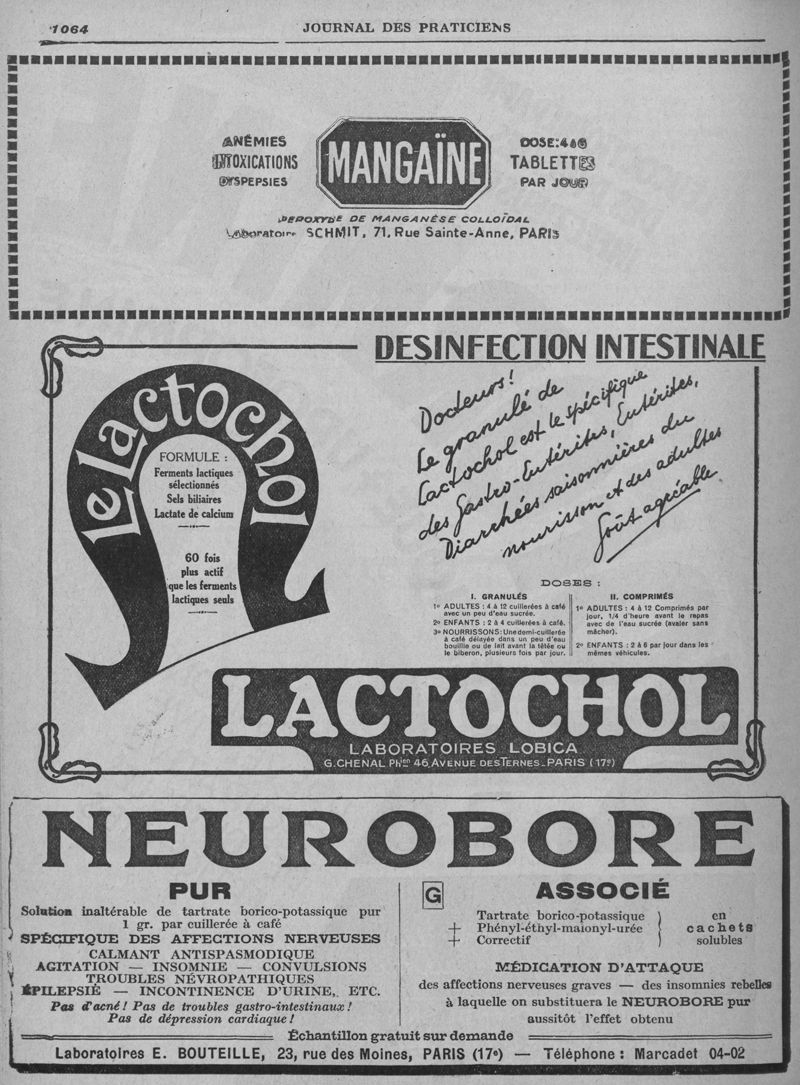 1064
JOURNAL DES PRATICIENS
ANÉMIES
INTOXICATIONS
DYSPEPSIES
MANGAÏNE
DOSE: 4 à 6
TABLETTES
PAR JOUR
PEROXYDE DE MANGANÈSE COLLOÏDAL
Laboratoire SCHMIT, 71, Rue Sainte-Anne, PARIS
DESINFECTION INTESTINALE
Le Lactochol
FORMULE :
Ferments lactiques
sélectionnés
Sels biliaires
Lactate de calcium
60 fois
plus actif
que les ferments
lactiques seuls
Docteurs!
Le granulé de
Lactochol est le spécifique
des Gastro-Entérites, Entérites,
Diarrhées saisonnières du
nourisson et des adultes
Goût agréable
DOSES :
I. GRANULÉS
1º ADULTES : 4 à 12 cuillerées à café
avec un peu d'eau sucrée.
2º ENFANTS : 2 à 4 cuillerées à café.
3º NOURRISSONS: Une demi-cuillerée
à café délayée dans un peu d'eau
bouillie ou de lait avant la tétée ou
le biberon, plusieurs fois par jour.
II. COMPRIMÉS
1º ADULTES : 4 à 12 Comprimés par
jour, 1/4 d'heure avant le repas
avec de l'eau sucrée (avaler sans
mâcher).
2º ENFANTS : 2 à 6 par jour dans les
mêmes véhicules.
LACTOCHOL
LABORATOIRES LOBICA
G. CHENAL Phien 46, AVENUE DES TERNES_PARIS (17e)
NEUROBORE
PUR
Solution inaltérable de tartrate borico-potassique pur
1 gr. par cuillerée à café
SPÉCIFIQUE DES AFFECTIONS NERVEUSES
CALMANT ANTISPASMODIQUE
AGITATION — INSOMNIE — CONVULSIONS
TROUBLES NÉVROPATHIQUES
ÉPILEPSIE — INCONTINENCE D'URINE, ETC.
Pas d'acné! Pas de troubles gastro-intestinaux!
Pas de dépression cardiaque!
G ASSOCIÉ
Tartrate borico-potassique
+ Phényl-éthyl-malonyl-urée
+ Correctif
en
cachets
solubles
MÉDICATION D'ATTAQUE
des affections nerveuses graves — des insomnies rebelles
à laquelle on substituera le NEUROBORE pur
aussitôt l'effet obtenu
Échantillon gratuit sur demande
Laboratoires E. BOUTEILLE, 23, rue des Moines, PARIS (17e) — Téléphone : Marcadet 04-02